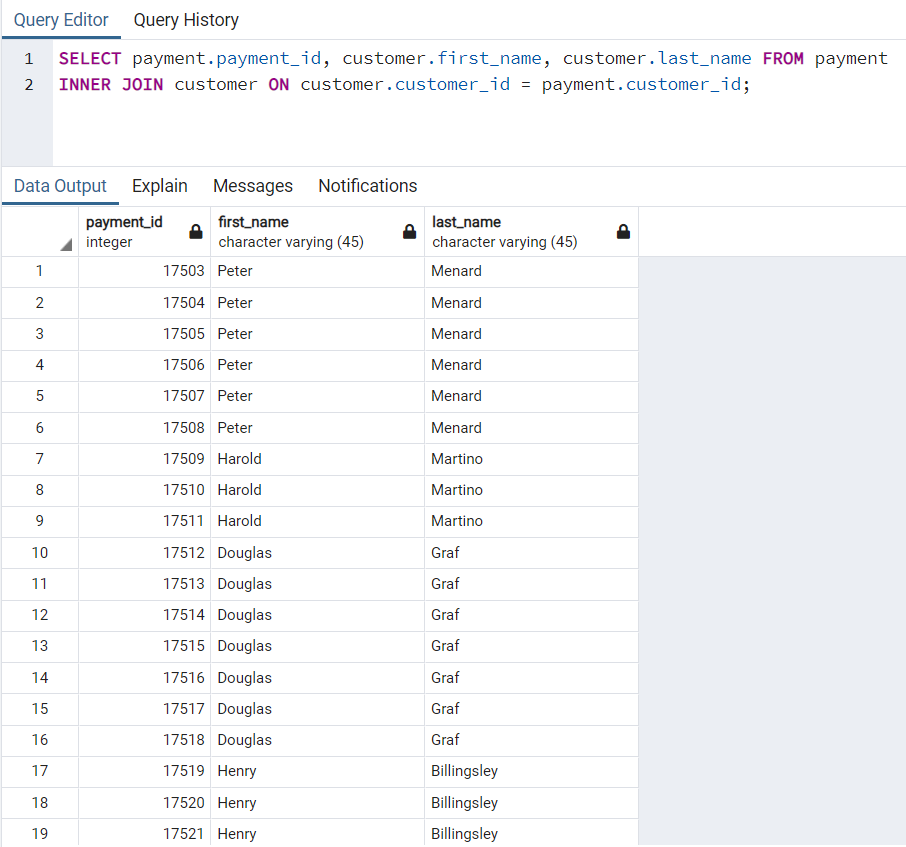 Query Editor Query History
1 SELECT payment.payment_id, customer.first_name, customer.last_name FROM payment
2 INNER JOIN customer ON customer.customer_id = payment.customer_id;
Data Output Explain Messages Notifications
payment_id first_name last_name
integer character varying (45) character varying (45)
1 17503 Peter Menard
2 17504 Peter Menard
3 17505 Peter Menard
4 17506 Peter Menard
5 17507 Peter Menard
6 17508 Peter Menard
7 17509 Harold Martino
8 17510 Harold Martino
9 17511 Harold Martino
10 17512 Douglas Graf
11 17513 Douglas Graf
12 17514 Douglas Graf
13 17515 Douglas Graf
14 17516 Douglas Graf
15 17517 Douglas Graf
16 17518 Douglas Graf
17 17519 Henry Billingsley
18 17520 Henry Billingsley
19 17521 Henry Billingsley